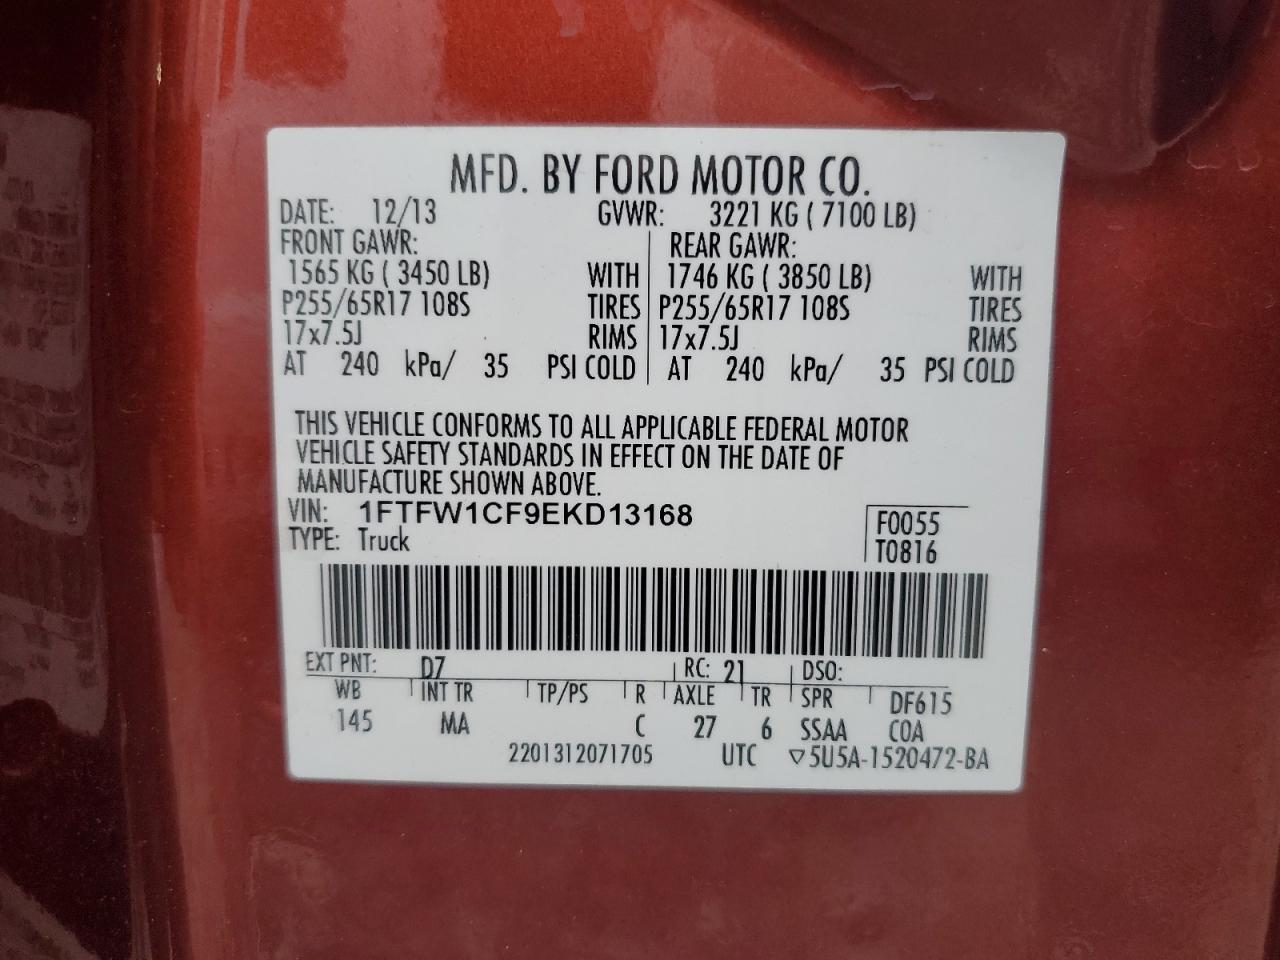 MFD. BY FORD MOTOR CO.
DATE: 12/13 GVWR: 3221 KG ( 7100 LB)
FRONT GAWR: REAR GAWR:
1565 KG ( 3450 LB) WITH 1746 KG ( 3850 LB) WITH
P255/65R17 108S TIRES P255/65R17 108S TIRES
17x7.5J RIMS 17x7.5J RIMS
AT 240 kPa/ 35 PSI COLD AT 240 kPa/ 35 PSI COLD
THIS VEHICLE CONFORMS TO ALL APPLICABLE FEDERAL MOTOR
VEHICLE SAFETY STANDARDS IN EFFECT ON THE DATE OF
MANUFACTURE SHOWN ABOVE.
VIN: 1FTFW1CF9EKD13168 F0055
TYPE: Truck T0816
EXT PNT: D7 RC: 21 DSO:
WB INT TR TP/PS R AXLE TR SPR DF615
145 MA C 27 6 SSAA COA
2201312071705 UTC ▽5U5A-1520472-BA